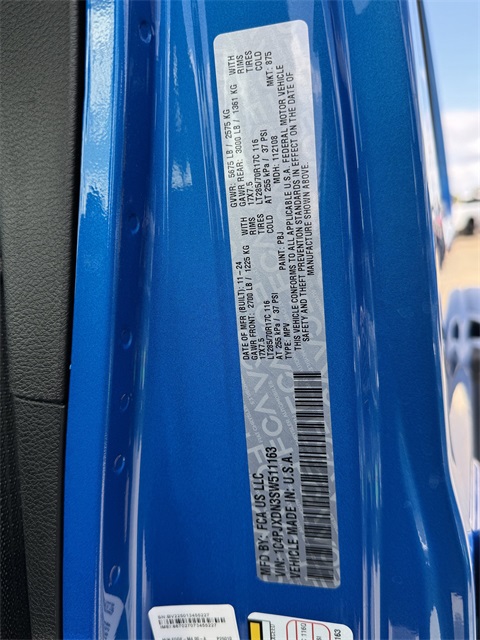 MFD BY: FCA US LLC
VIN: 1C4PJXDN3SW511163
VEHICLE MADE IN: U.S.A.
DATE OF MFR (BUILT): 11-24
GAWR FRONT: 2700 LB / 1225 KG
17X7.5
LT285/70R17C 116
AT 255 kPa / 37 PSI
TYPE: MPV
WITH
RIMS
TIRES
COLD
PAINT: PBJ
GVWR: 5675 LB / 2575 KG
GAWR REAR: 3000 LB / 1361 KG
17X7.5
LT285/70R17C 116
AT 255 kPa / 37 PSI
MDH: 112108
WITH
RIMS
TIRES
COLD
MKT: 875
THIS VEHICLE CONFORMS TO ALL APPLICABLE U.S.A. FEDERAL MOTOR VEHICLE
SAFETY AND THEFT PREVENTION STANDARDS IN EFFECT ON THE DATE OF
MANUFACTURE SHOWN ABOVE.